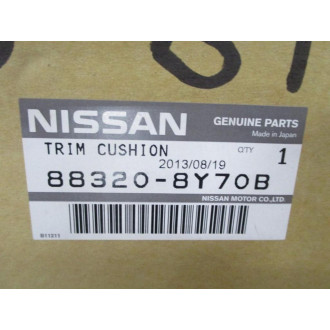 NISSAN
GENUINE PARTS
Made in Japan
TRIM CUSHION
QTY 1
2013/08/19
88320-8Y70B
NISSAN MOTOR CO.,LTD.